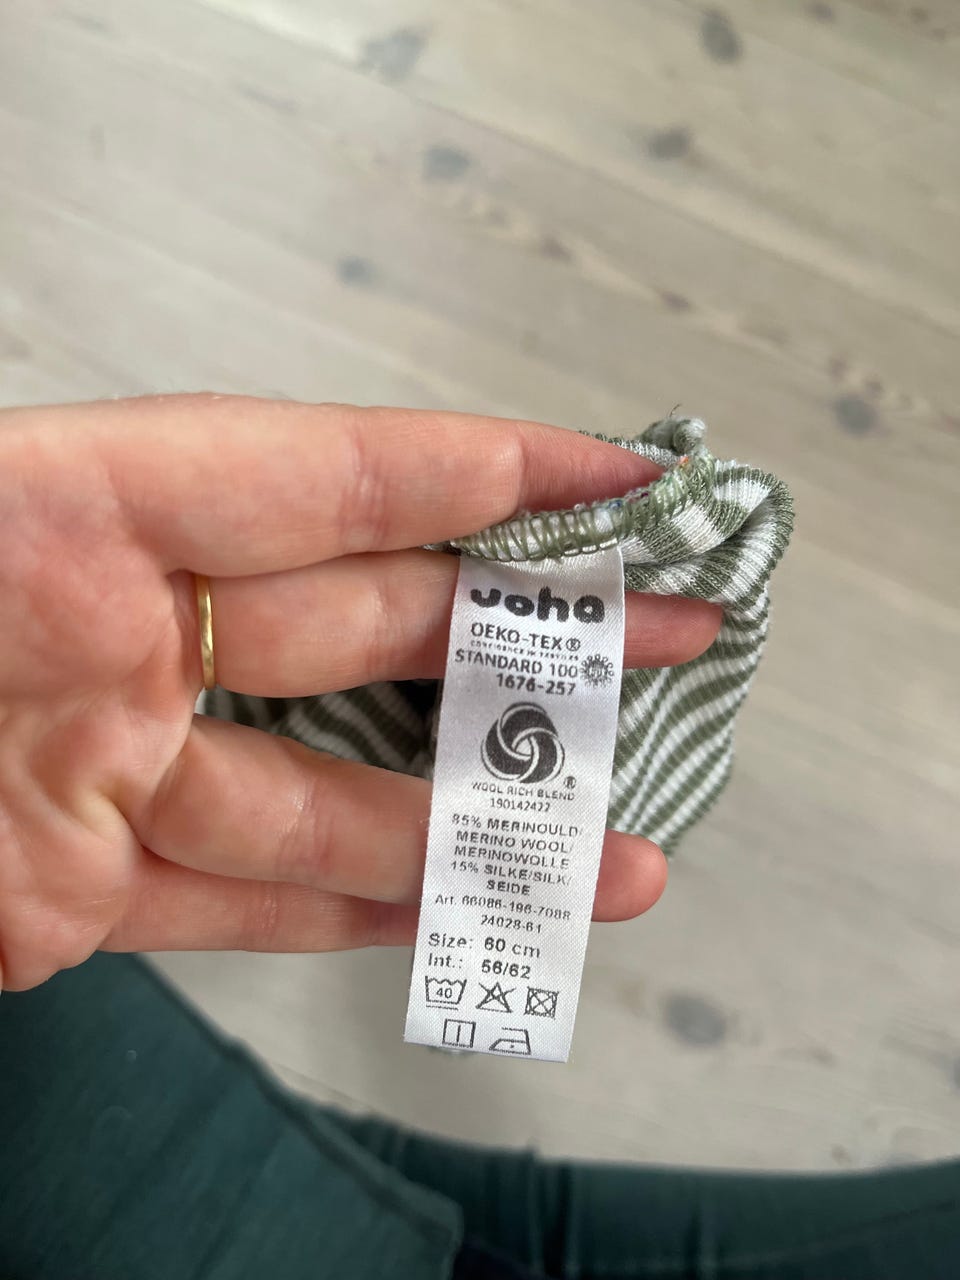 Joha
OEKO-TEX®
CONFIDENCE IN TEXTILES
STANDARD 100
1676-257
®
WOOL RICH BLEND
190142422
85% MERINOULD/
MERINO WOOL/
MERINOWOLLE
15% SILKE/SILK/
SEIDE
Art. 66086-196-7088
24028-61
Size: 60 cm
Int.: 56/62
40